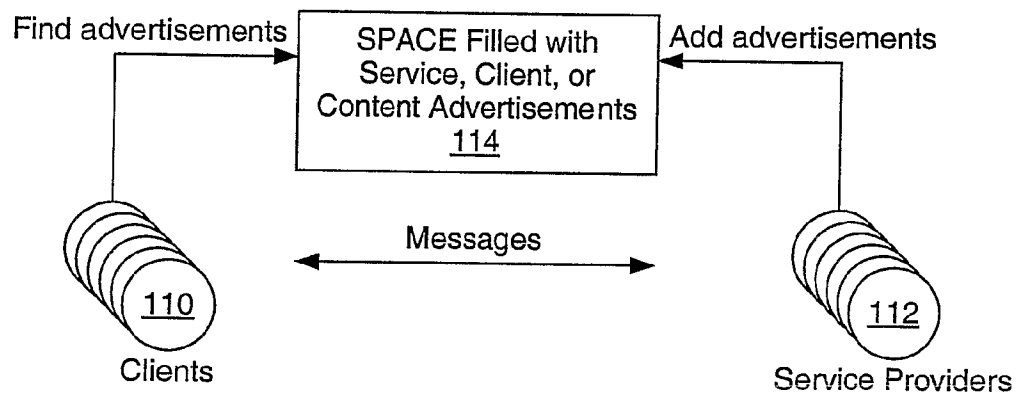 Find advertisements
SPACE Filled with
Service, Client, or
Content Advertisements
114
Add advertisements
Messages
110
Clients
112
Service Providers